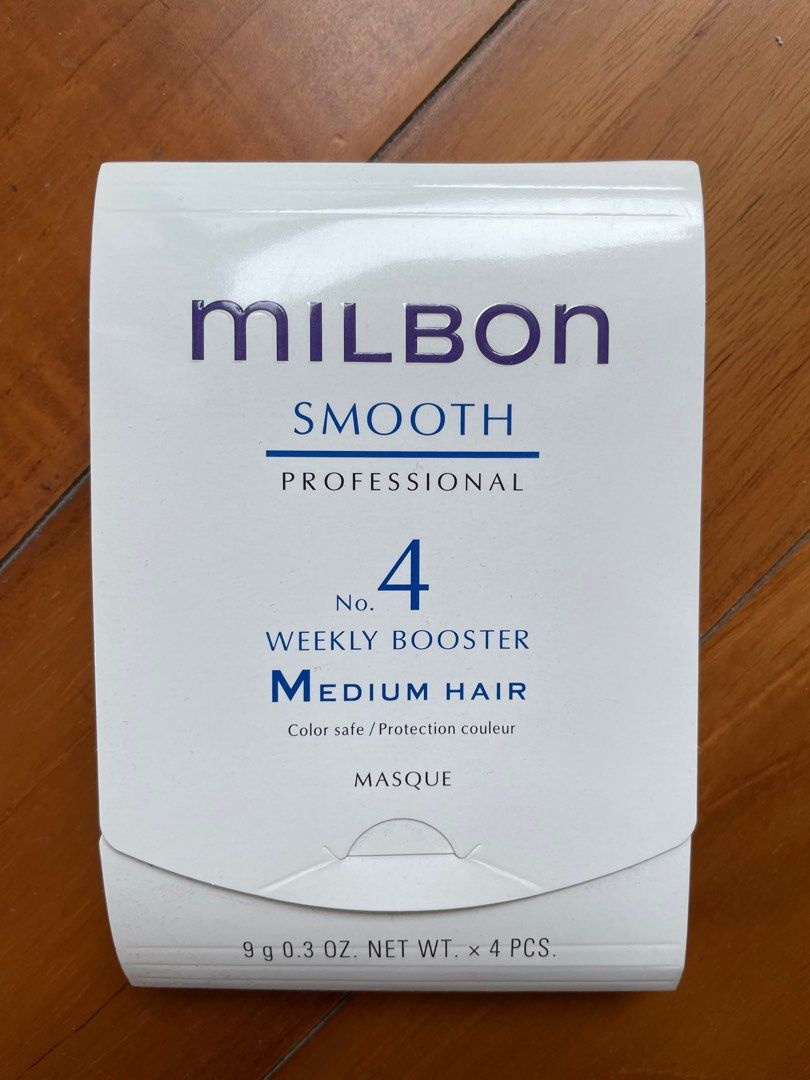 mILBOn
SMOOTH
PROFESSIONAL
No.4
WEEKLY BOOSTER
MEDIUM HAIR
Color safe / Protection couleur
MASQUE
9 g 0.3 OZ. NET WT. × 4 PCS.